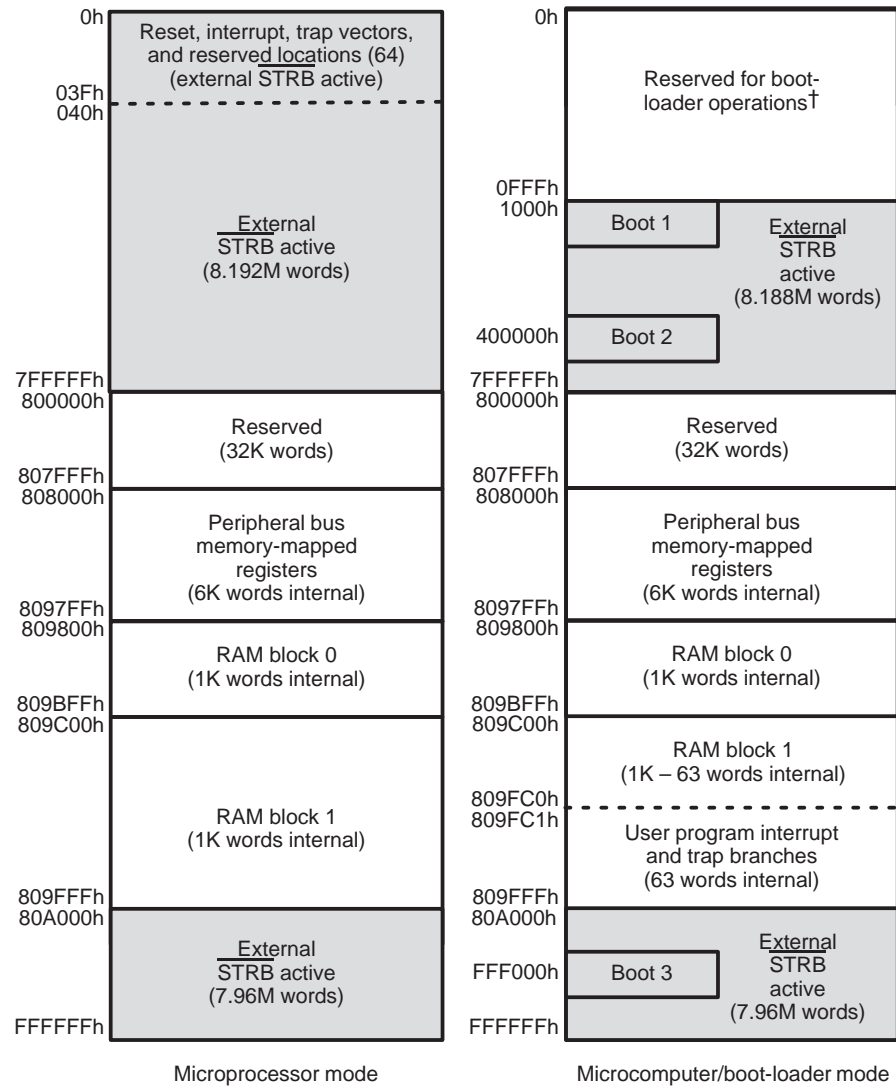 0h
Reset, interrupt, trap vectors,
and reserved locations (64)
(external STRB active)
03Fh
040h
External
STRB active
(8.192M words)
7FFFFFh
800000h
Reserved
(32K words)
807FFFh
808000h
Peripheral bus
memory-mapped
registers
(6K words internal)
8097FFh
809800h
RAM block 0
(1K words internal)
809BFFh
809C00h
RAM block 1
(1K words internal)
809FFFh
80A000h
External
STRB active
(7.96M words)
FFFFFFh
Microprocessor mode
0h
Reserved for boot-
loader operations†
0FFFh
1000h
Boot 1
External
STRB
active
(8.188M words)
400000h
Boot 2
7FFFFFh
800000h
Reserved
(32K words)
807FFFh
808000h
Peripheral bus
memory-mapped
registers
(6K words internal)
8097FFh
809800h
RAM block 0
(1K words internal)
809BFFh
809C00h
RAM block 1
(1K – 63 words internal)
809FC0h
809FC1h
User program interrupt
and trap branches
(63 words internal)
809FFFh
80A000h
External
STRB
active
(7.96M words)
FFF000h
Boot 3
FFFFFFh
Microcomputer/boot-loader mode